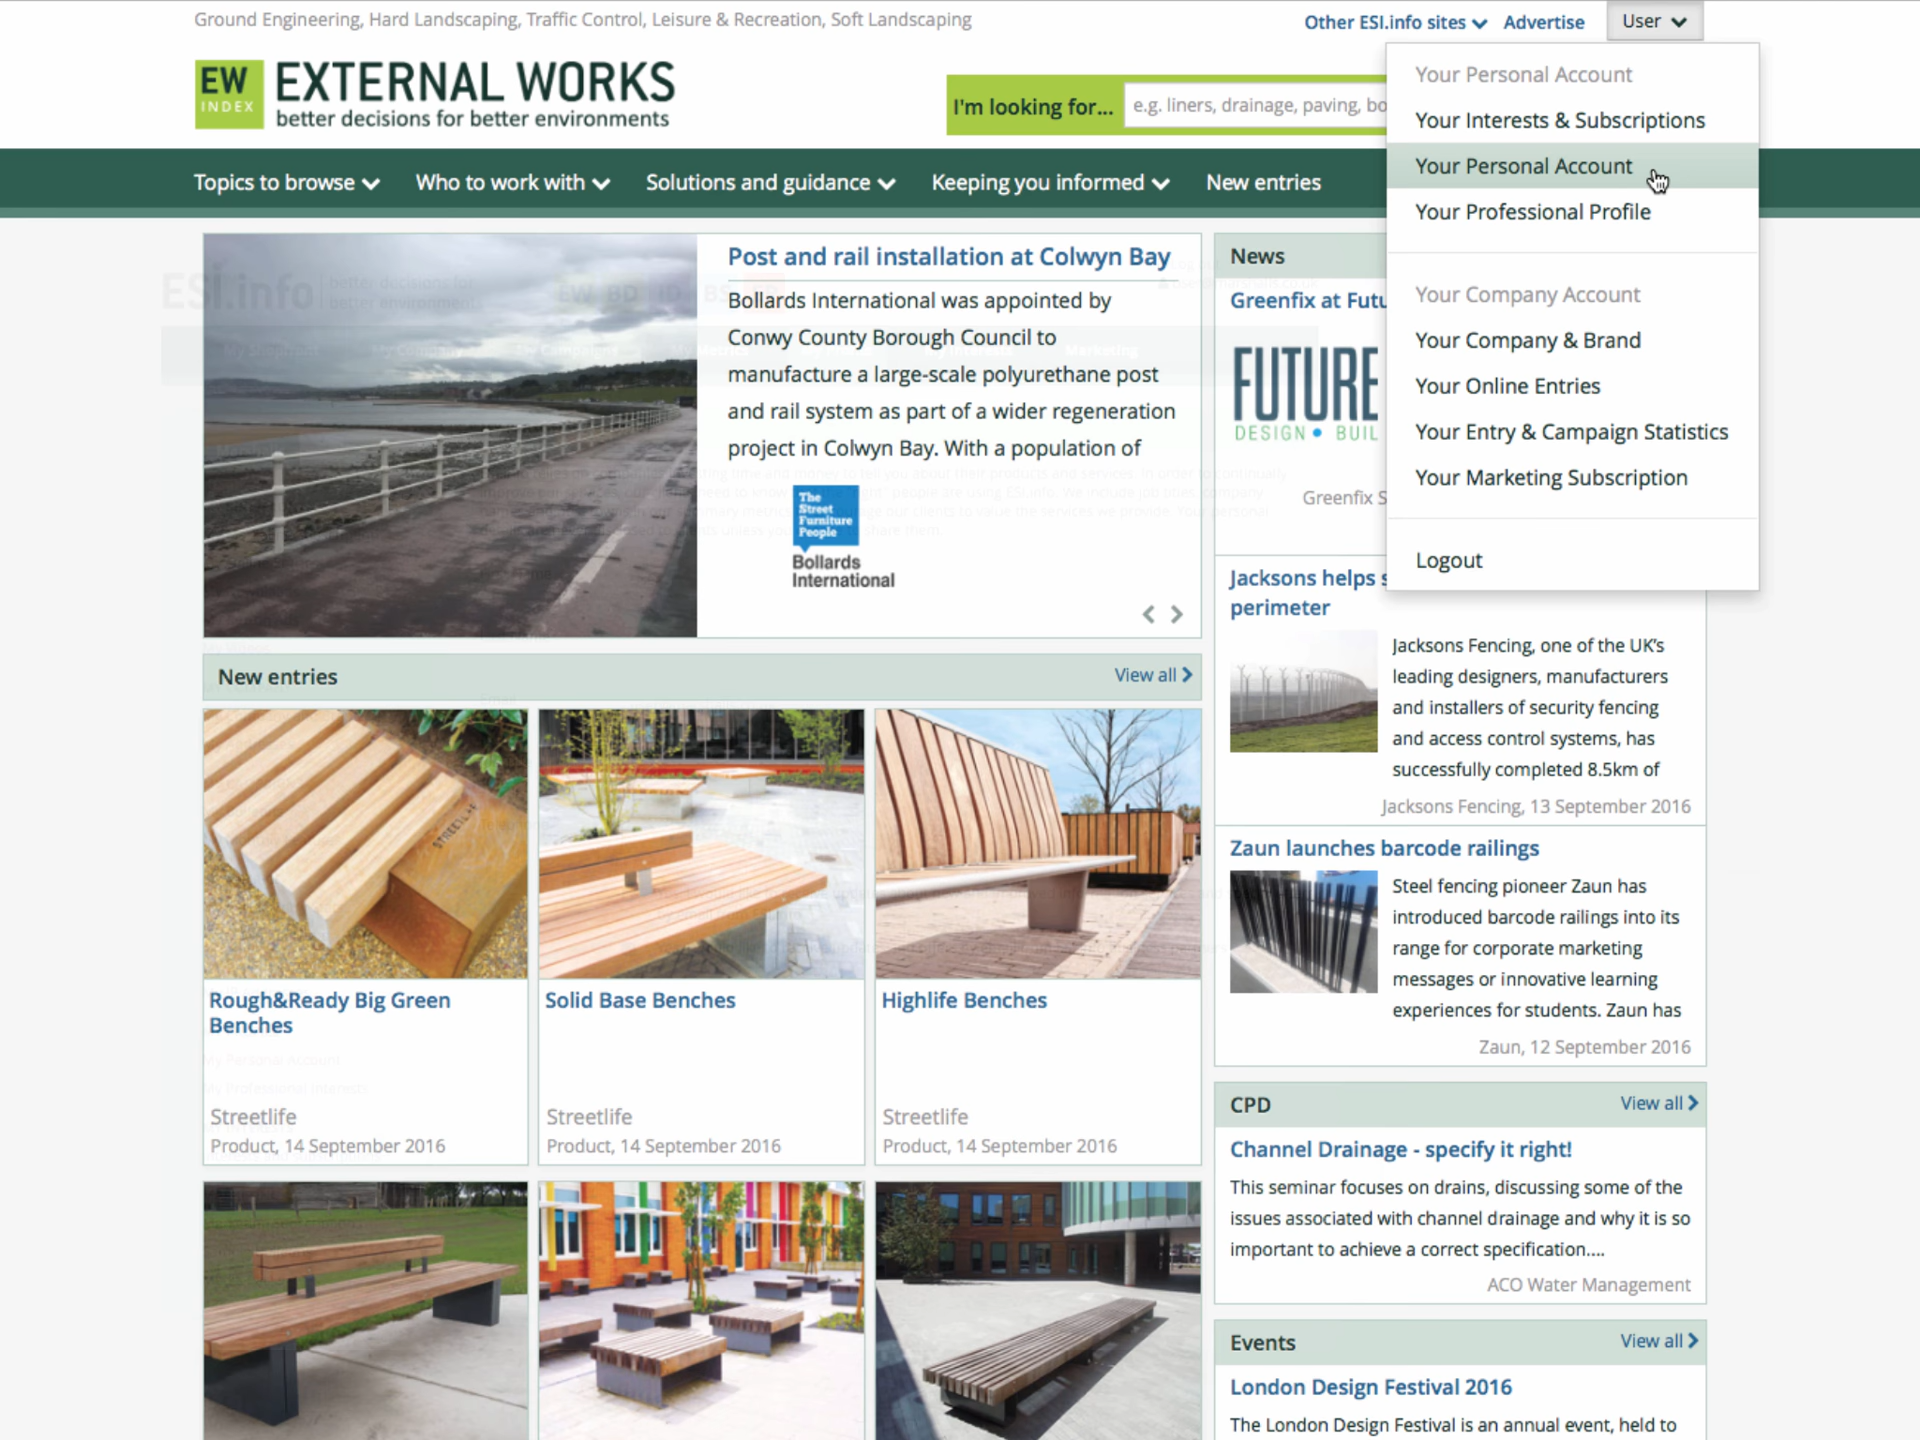 Ground Engineering, Hard Landscaping, Traffic Control, Leisure & Recreation, Soft Landscaping
Other ESI.info sites
Advertise
User
EW
INDEX
EXTERNAL WORKS
better decisions for better environments
I'm looking for...
e.g. liners, drainage, paving, bo
Topics to browse
Who to work with
Solutions and guidance
Keeping you informed
New entries
Your Personal Account
Your Interests & Subscriptions
Your Personal Account
Your Professional Profile
Your Company Account
Your Company & Brand
Your Online Entries
Your Entry & Campaign Statistics
Your Marketing Subscription
Logout
ESI.info
better decisions for
better environments
Post and rail installation at Colwyn Bay
Bollards International was appointed by
Conwy County Borough Council to
manufacture a large-scale polyurethane post
and rail system as part of a wider regeneration
project in Colwyn Bay. With a population of
The
Street
Furniture
People
Bollards
International
New entries
View all
STREETLIFE
Rough&Ready Big Green
Benches
Streetlife
Product, 14 September 2016
Solid Base Benches
Streetlife
Product, 14 September 2016
Highlife Benches
Streetlife
Product, 14 September 2016
My Personal Account
My Professional Interests
News
Greenfix at Futu
FUTURE
DESIGN • BUIL
Greenfix S
Jacksons helps s
perimeter
Jacksons Fencing, one of the UK's
leading designers, manufacturers
and installers of security fencing
and access control systems, has
successfully completed 8.5km of
Jacksons Fencing, 13 September 2016
Zaun launches barcode railings
Steel fencing pioneer Zaun has
introduced barcode railings into its
range for corporate marketing
messages or innovative learning
experiences for students. Zaun has
Zaun, 12 September 2016
CPD
View all
Channel Drainage - specify it right!
This seminar focuses on drains, discussing some of the
issues associated with channel drainage and why it is so
important to achieve a correct specification....
ACO Water Management
Events
View all
London Design Festival 2016
The London Design Festival is an annual event, held to